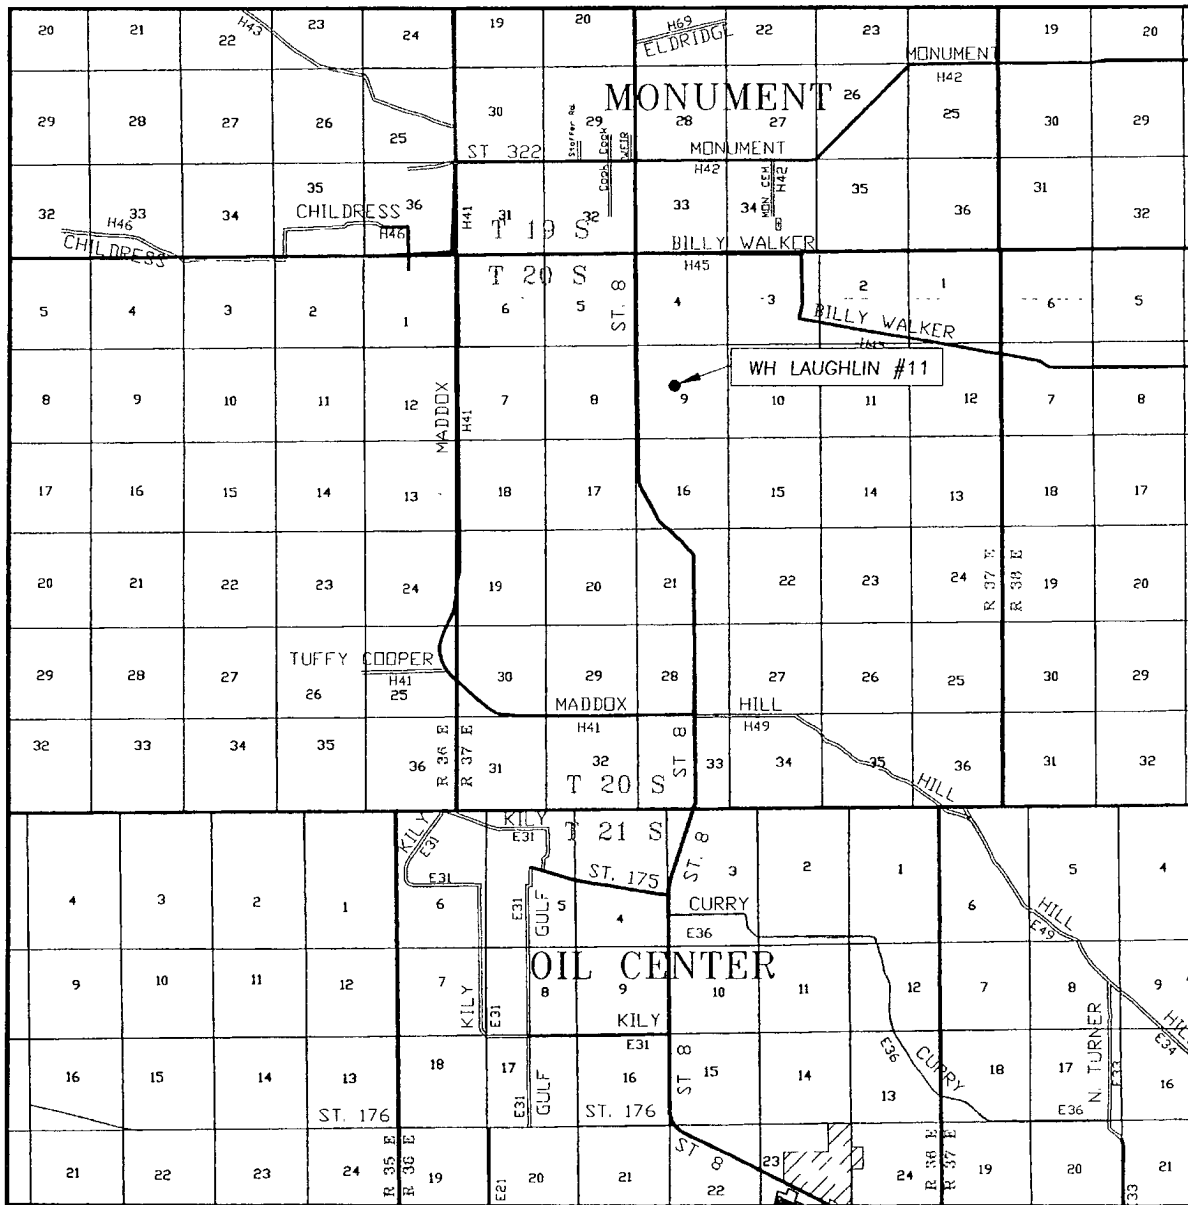 20 21 22 H43 23 24 19 20 H69 ELDRIDGE 22 23 19 20
MONUMENT
H42
MONUMENT
29 28 27 26 25 30 Stoffer Rd. 29 Cook Cook WEIR 28 27 26 25 30 29
ST 322 MONUMENT
H42
32 H46 33 34 35 36 H41 31 32 33 34 MON CEM H42 35 36 31 32
CHILDRESS
H46
CHILDRESS
T 19 S
BILLY WALKER
H45
T 20 S
5 4 3 2 1 6 5 ST. 8 4 3 2 1 6 5
BILLY WALKER
WH LAUGHLIN #11
8 9 10 11 12 MADDOX H41 7 8 9 10 11 12 7 8
17 16 15 14 13 18 17 16 15 14 13 18 17
20 21 22 23 24 19 20 21 22 23 24 R 37 E R 38 E 19 20
TUFFY COOPER
H41
29 28 27 26 25 30 29 28 27 26 25 30 29
MADDOX HILL
H41 H49
32 33 34 35 36 R 36 E R 37 E 31 32 ST 8 33 34 35 36 31 32
HILL
T 20 S
T 21 S
KILY E31 KILY E31
E31
ST. 175 ST. 8
4 3 2 1 6 E31 GULF 5 4 3 2 1 6 5 4
CURRY
E36
HILL
E49
OIL CENTER
9 10 11 12 7 KILY E31 8 9 10 11 12 7 8 9
KILY
E31
HILL
E34
16 15 14 13 18 17 E31 GULF 16 ST 8 15 14 E36 CURRY 13 18 17 N. TURNER E33 16
ST. 176 ST. 176 E36
21 22 23 24 R 35 E R 36 E 19 E21 20 21 ST 8 22 23 24 R 36 E R 37 E 19 20 E33 21